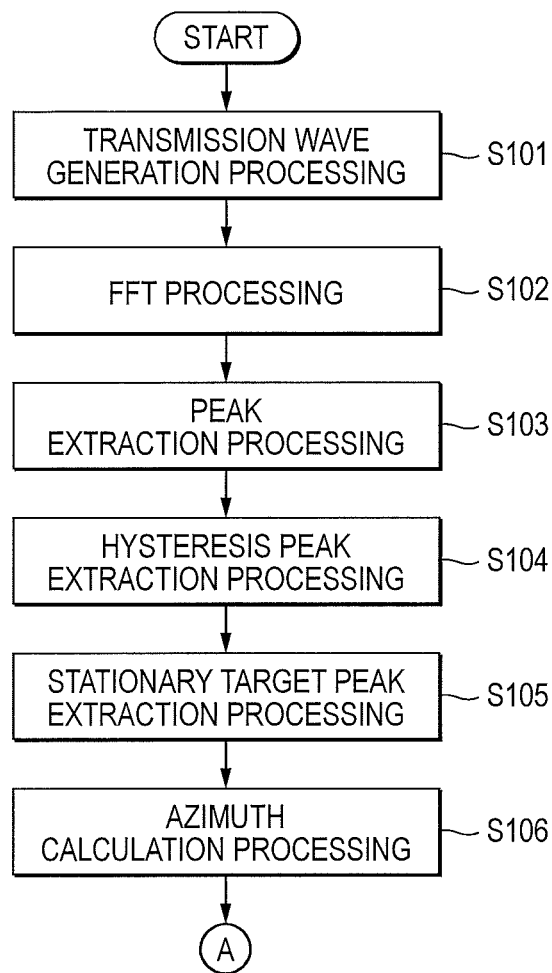 START
TRANSMISSION WAVE
GENERATION PROCESSING
S101
FFT PROCESSING
S102
PEAK
EXTRACTION PROCESSING
S103
HYSTERESIS PEAK
EXTRACTION PROCESSING
S104
STATIONARY TARGET PEAK
EXTRACTION PROCESSING
S105
AZIMUTH
CALCULATION PROCESSING
S106
A